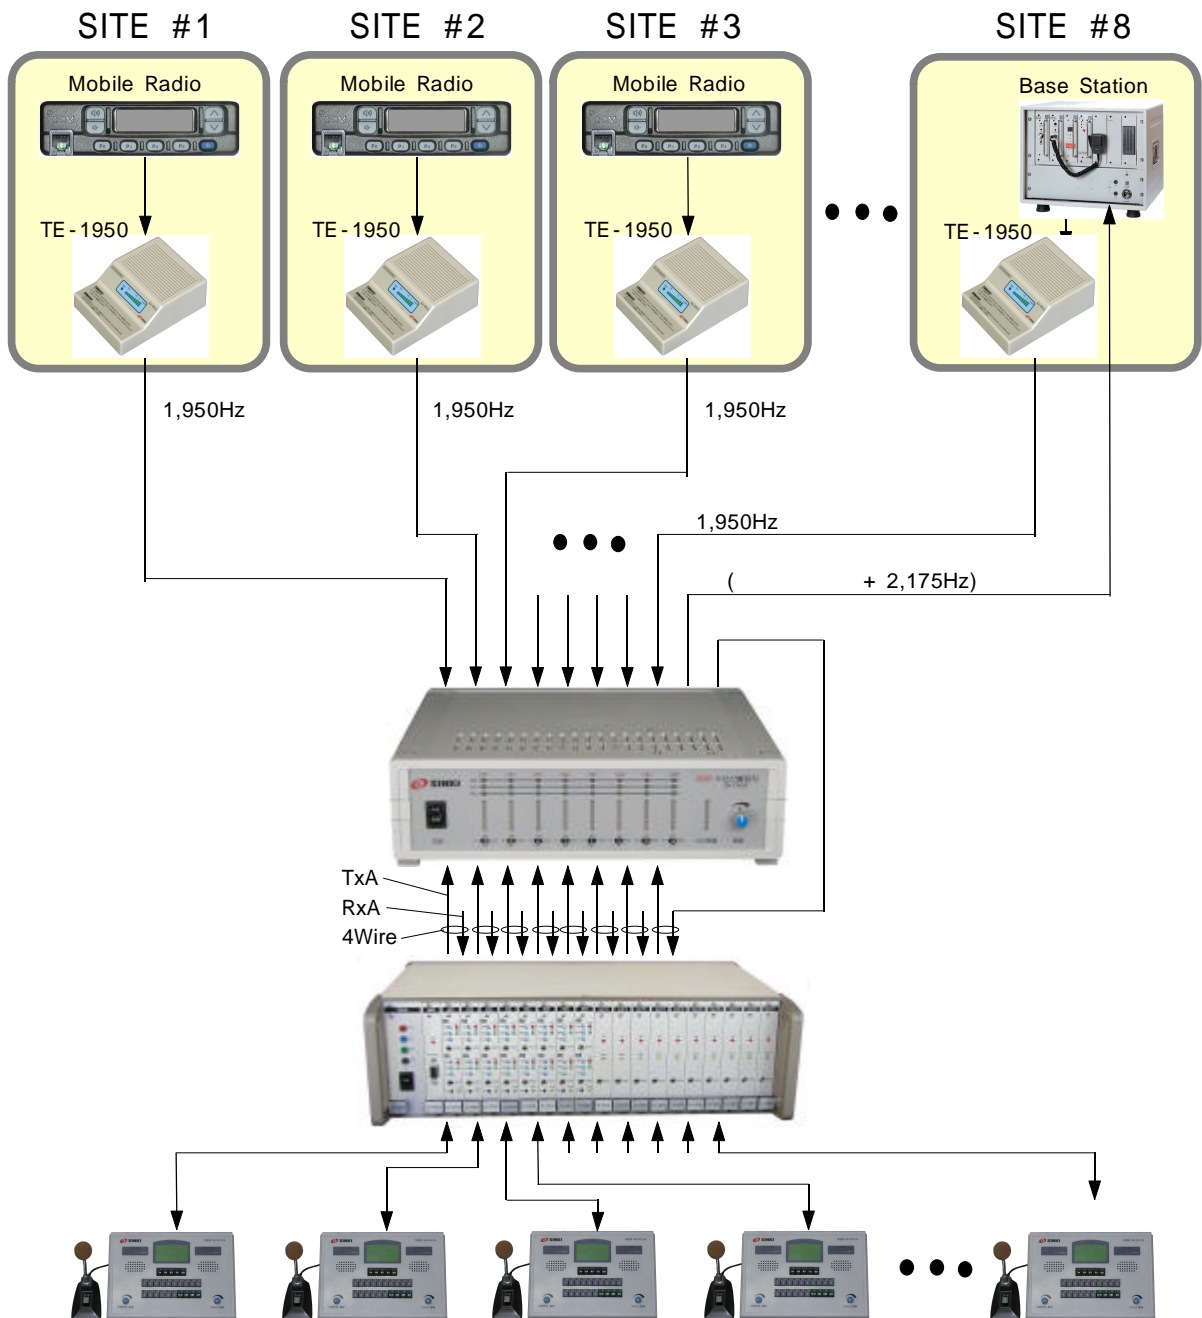 SITE #1
SITE #2
SITE #3
SITE #8
Mobile Radio
Mobile Radio
Mobile Radio
Base Station
TE-1950
TE-1950
TE-1950
TE-1950
1,950Hz
1,950Hz
1,950Hz
1,950Hz
( + 2,175Hz)
TxA
RxA
4Wire